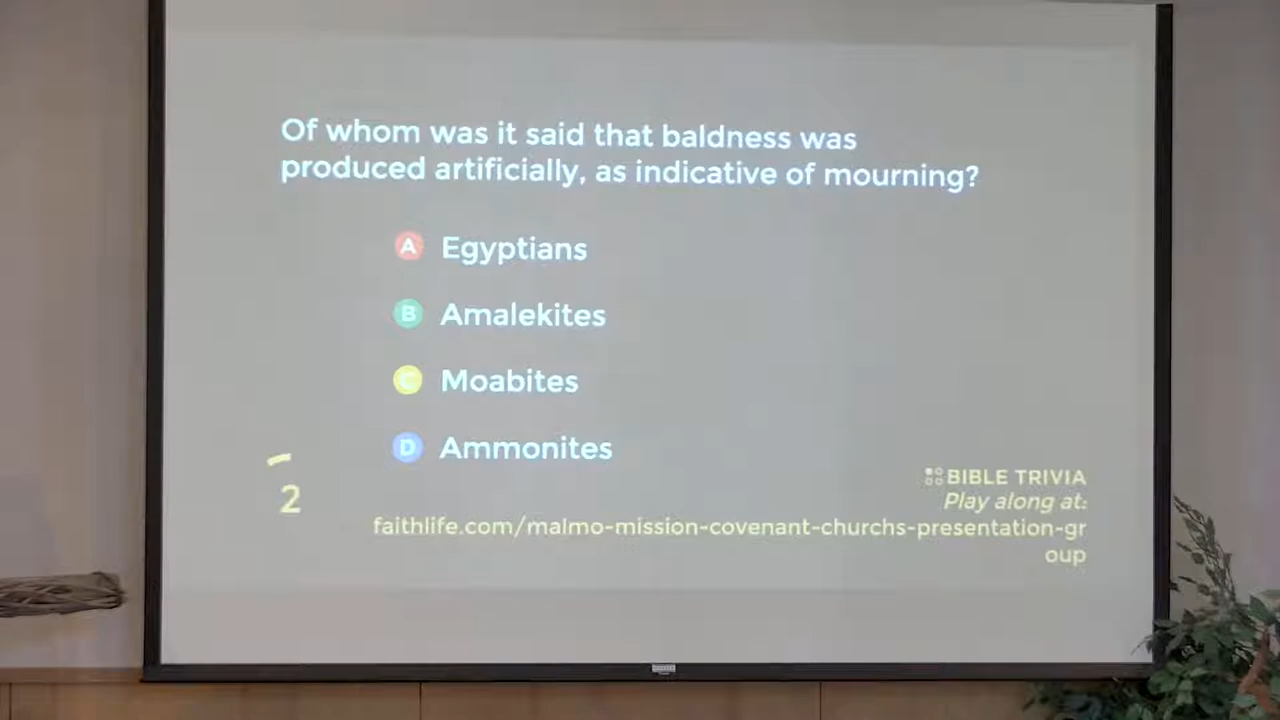 Of whom was it said that baldness was
produced artificially, as indicative of mourning?
A Egyptians
B Amalekites
C Moabites
D Ammonites
2
BIBLE TRIVIA
Play along at:
faithlife.com/malmo-mission-covenant-churchs-presentation-gr
oup